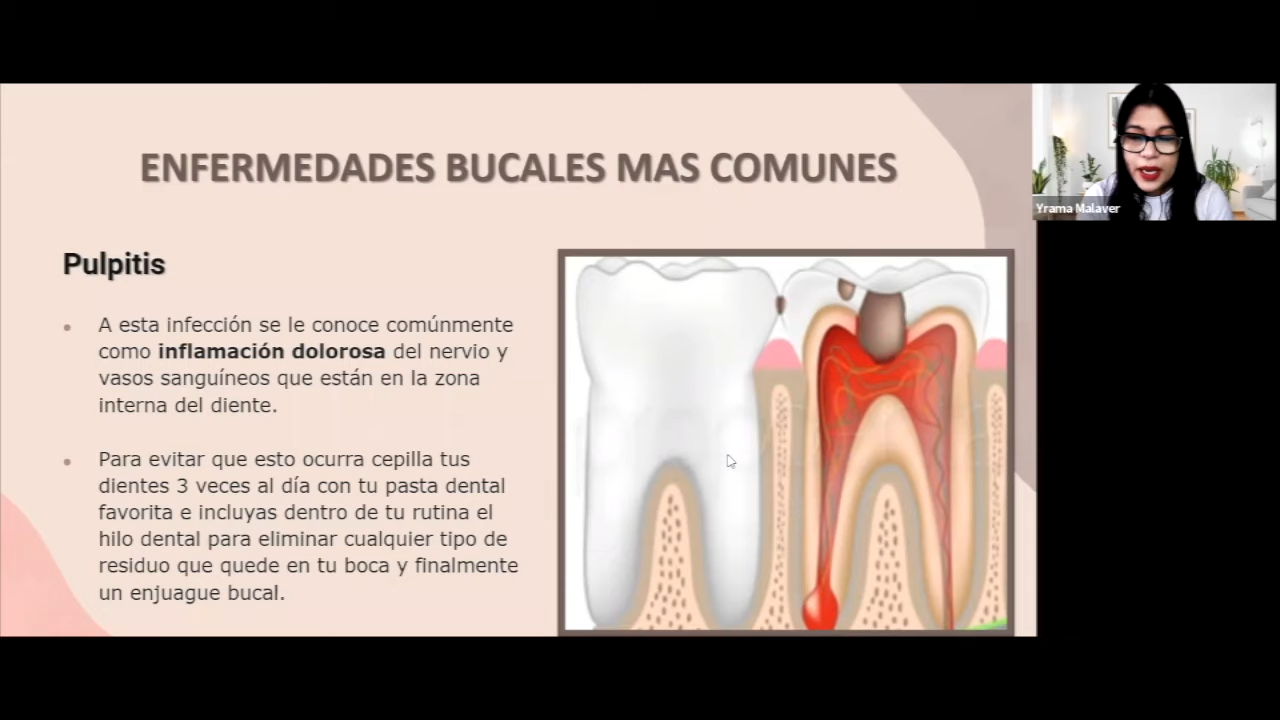 ENFERMEDADES BUCALES MAS COMUNES
Yrama Malaver
Pulpitis
A esta infección se le conoce comúnmente
como inflamación dolorosa del nervio y
vasos sanguíneos que están en la zona
interna del diente.
Para evitar que esto ocurra cepilla tus
dientes 3 veces al día con tu pasta dental
favorita e incluyas dentro de tu rutina el
hilo dental para eliminar cualquier tipo de
residuo que quede en tu boca y finalmente
un enjuague bucal.